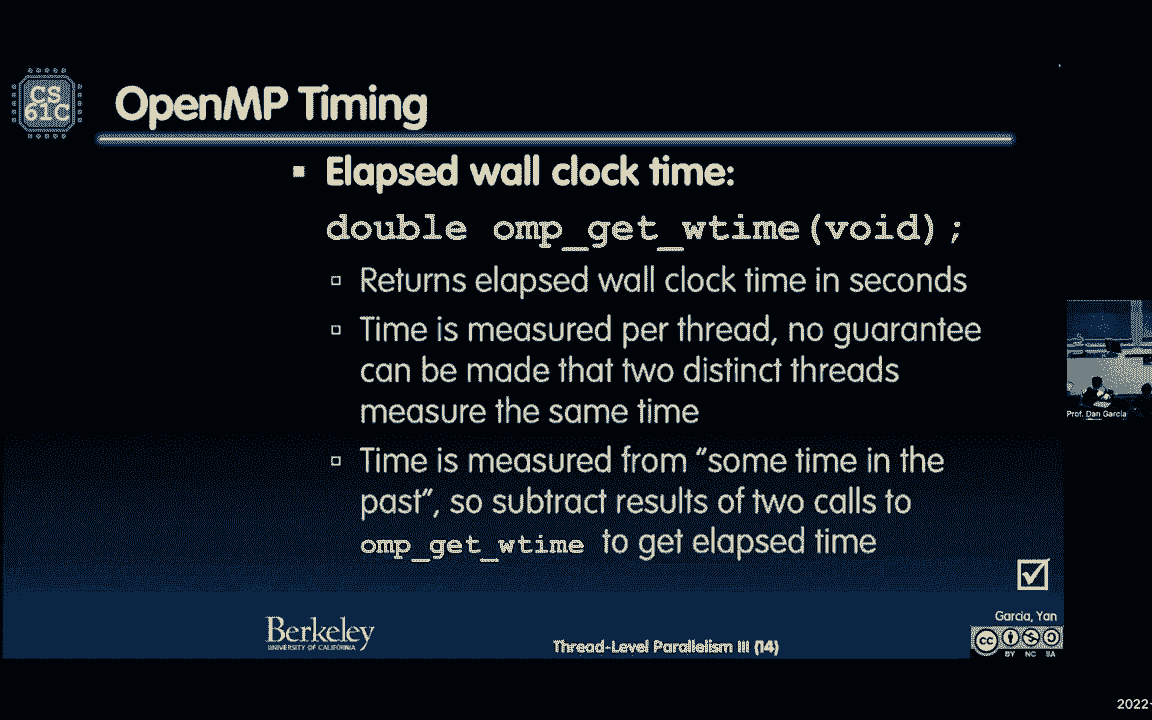 CS
61C
OpenMP Timing
Elapsed wall clock time:
double omp_get_wtime(void);
Returns elapsed wall clock time in seconds
Time is measured per thread, no guarantee
can be made that two distinct threads
measure the same time
Time is measured from “some time in the
past”, so subtract results of two calls to
omp_get_wtime to get elapsed time
Prof. Dan Garcia
Berkeley
UNIVERSITY OF CALIFORNIA
Thread-Level Parallelism III (14)
Garcia, Yan
cc
BY NC SA
2022-